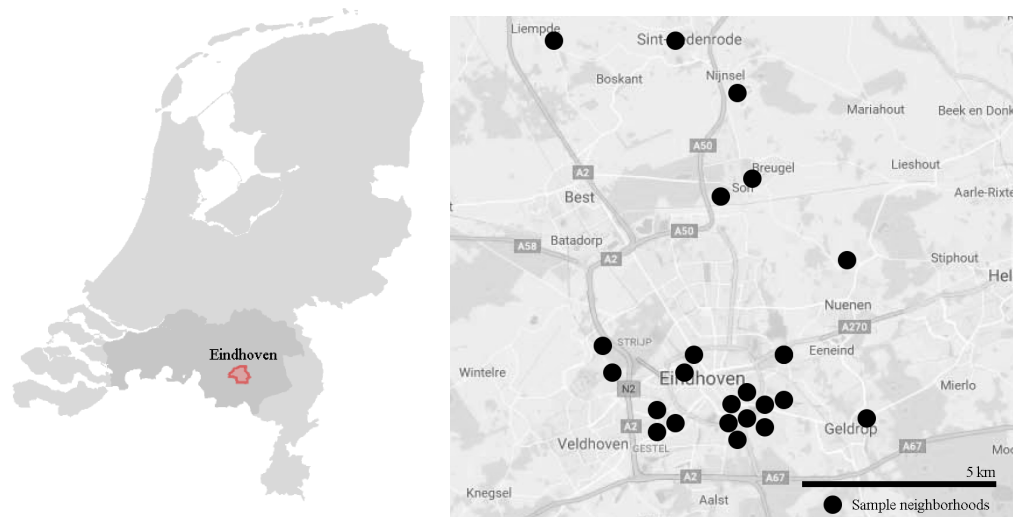 Eindhoven
Liempde
Sint-Oedenrode
Boskant
Nijnsel
Mariahout
Beek en Donk
A50
Breugel
Lieshout
A2
Best
Son
Aarle-Rixte
A50
A58
Batadorp
A2
Stiphout
Hel
Nuenen
A270
STRIJP
Eeneind
Wintelre
Eindhoven
N2
Mierlo
A2
Geldrop
Veldhoven
GESTEL
A67
Moo
5 km
A2
A67
Knegsel
Aalst
Sample neighborhoods